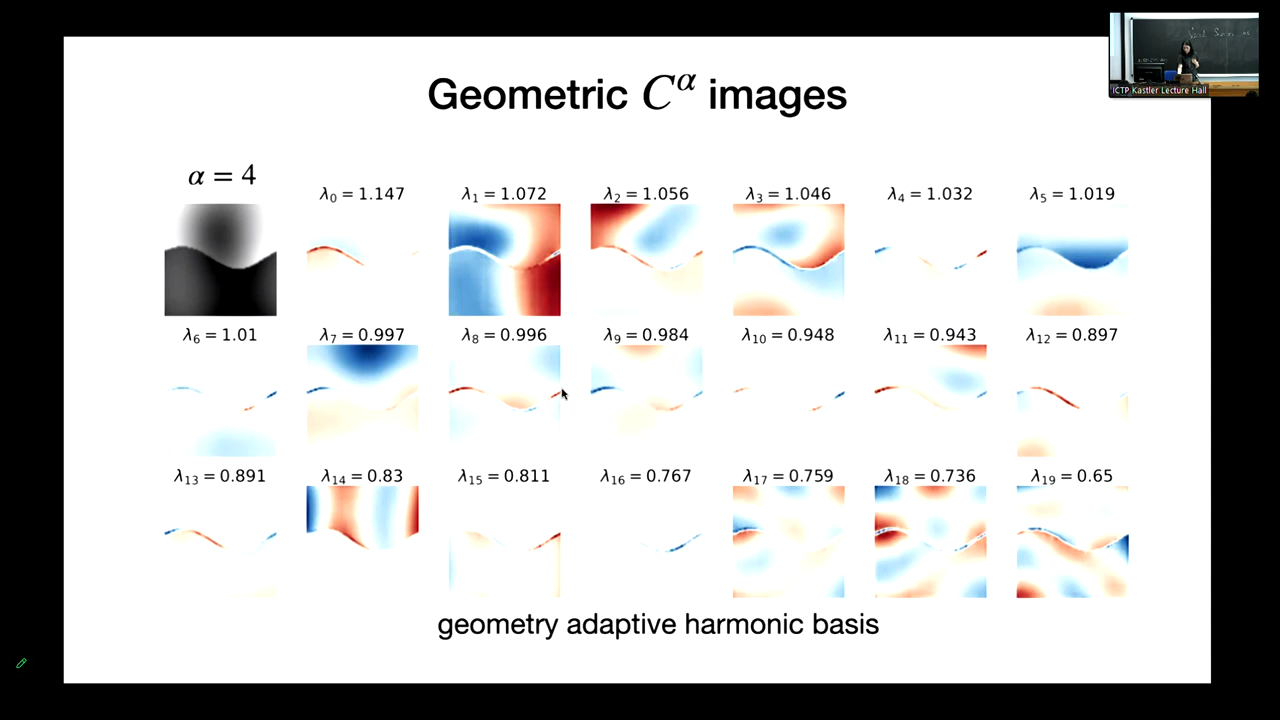 Geometric C^α images
α = 4
λ₀ = 1.147 λ₁ = 1.072 λ₂ = 1.056 λ₃ = 1.046 λ₄ = 1.032 λ₅ = 1.019
λ₆ = 1.01 λ₇ = 0.997 λ₈ = 0.996 λ₉ = 0.984 λ₁₀ = 0.948 λ₁₁ = 0.943 λ₁₂ = 0.897
λ₁₃ = 0.891 λ₁₄ = 0.83 λ₁₅ = 0.811 λ₁₆ = 0.767 λ₁₇ = 0.759 λ₁₈ = 0.736 λ₁₉ = 0.65
geometry adaptive harmonic basis
ICTP Kastler Lecture Hall